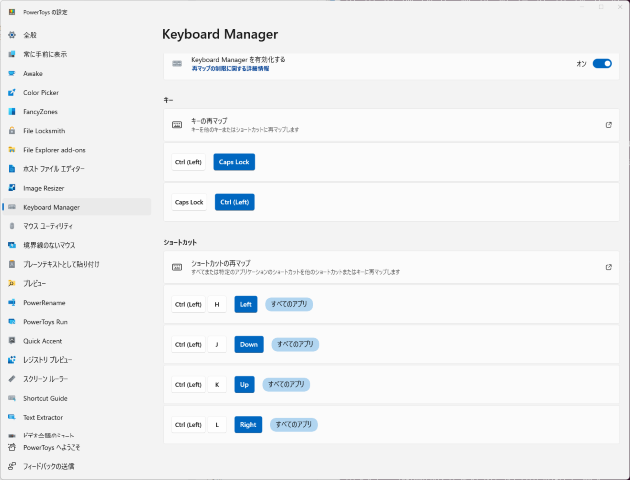 PowerToys の設定
全般
常に手前に表示
Awake
Color Picker
FancyZones
File Locksmith
File Explorer add-ons
ホスト ファイル エディター
Image Resizer
Keyboard Manager
マウス ユーティリティ
境界線のないマウス
プレーンテキストとして貼り付け
プレビュー
PowerRename
PowerToys Run
Quick Accent
レジストリ プレビュー
スクリーン ルーラー
Shortcut Guide
Text Extractor
PowerToys へようこそ
フィードバックの送信
Keyboard Manager
Keyboard Manager を有効化する
再マップの制限に関する詳細情報
オン
キー
キーの再マップ
キーを他のキーまたはショートカットに再マップします
Ctrl (Left) Caps Lock
Caps Lock Ctrl (Left)
ショートカット
ショートカットの再マップ
すべてまたは特定のアプリケーションのショートカットを他のショートカットまたはキーに再マップします
Ctrl (Left) H Left すべてのアプリ
Ctrl (Left) J Down すべてのアプリ
Ctrl (Left) K Up すべてのアプリ
Ctrl (Left) L Right すべてのアプリ